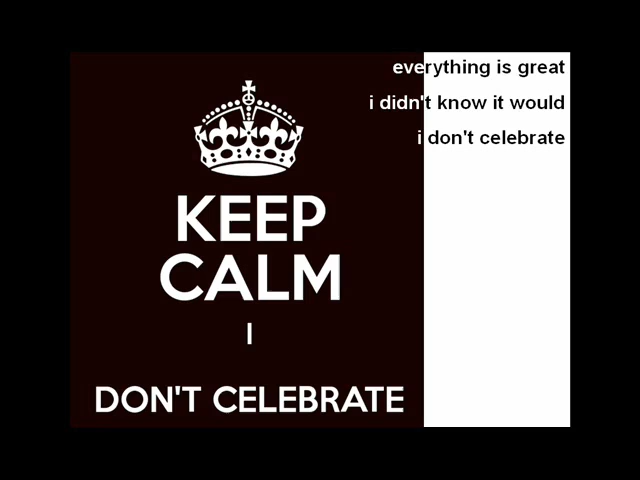 everything is great
i didn't know it would
i don't celebrate
KEEP
CALM
I
DON'T CELEBRATE